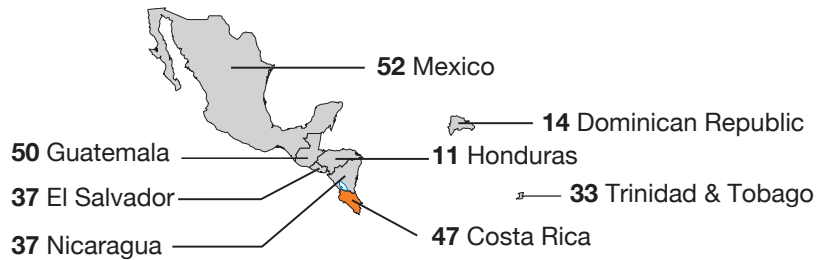 52 Mexico
14 Dominican Republic
50 Guatemala
11 Honduras
37 El Salvador
33 Trinidad & Tobago
37 Nicaragua
47 Costa Rica